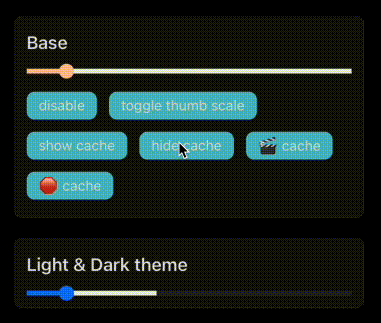 Base
disable
toggle thumb scale
show cache
hide cache
🎬 cache
🛑 cache
Light & Dark theme